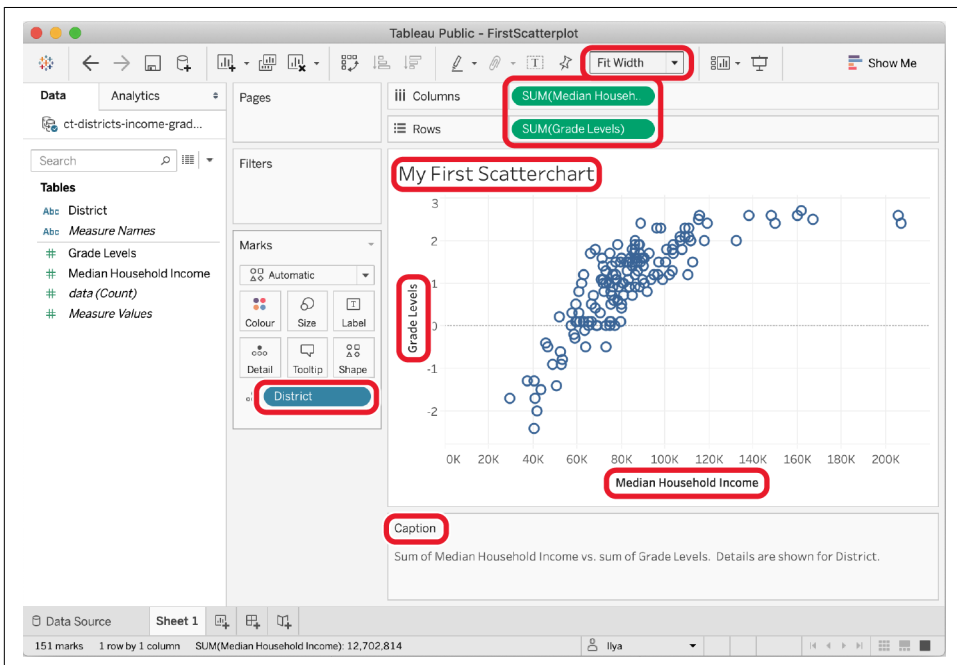 Tableau Public - FirstScatterplot
Fit Width
Show Me
Data
Analytics
Pages
iii Columns
SUM(Median Househ..
ct-districts-income-grad...
Rows
SUM(Grade Levels)
Search
Filters
My First Scatterchart
Tables
Abc District
Abc Measure Names
# Grade Levels
# Median Household Income
# data (Count)
# Measure Values
Marks
Automatic
Colour
Size
Label
Detail
Tooltip
Shape
District
Grade Levels
3
2
1
0
-1
-2
0K 20K 40K 60K 80K 100K 120K 140K 160K 180K 200K
Median Household Income
Caption
Sum of Median Household Income vs. sum of Grade Levels. Details are shown for District.
Data Source
Sheet 1
151 marks 1 row by 1 column SUM(Median Household Income): 12,702,814
Ilya